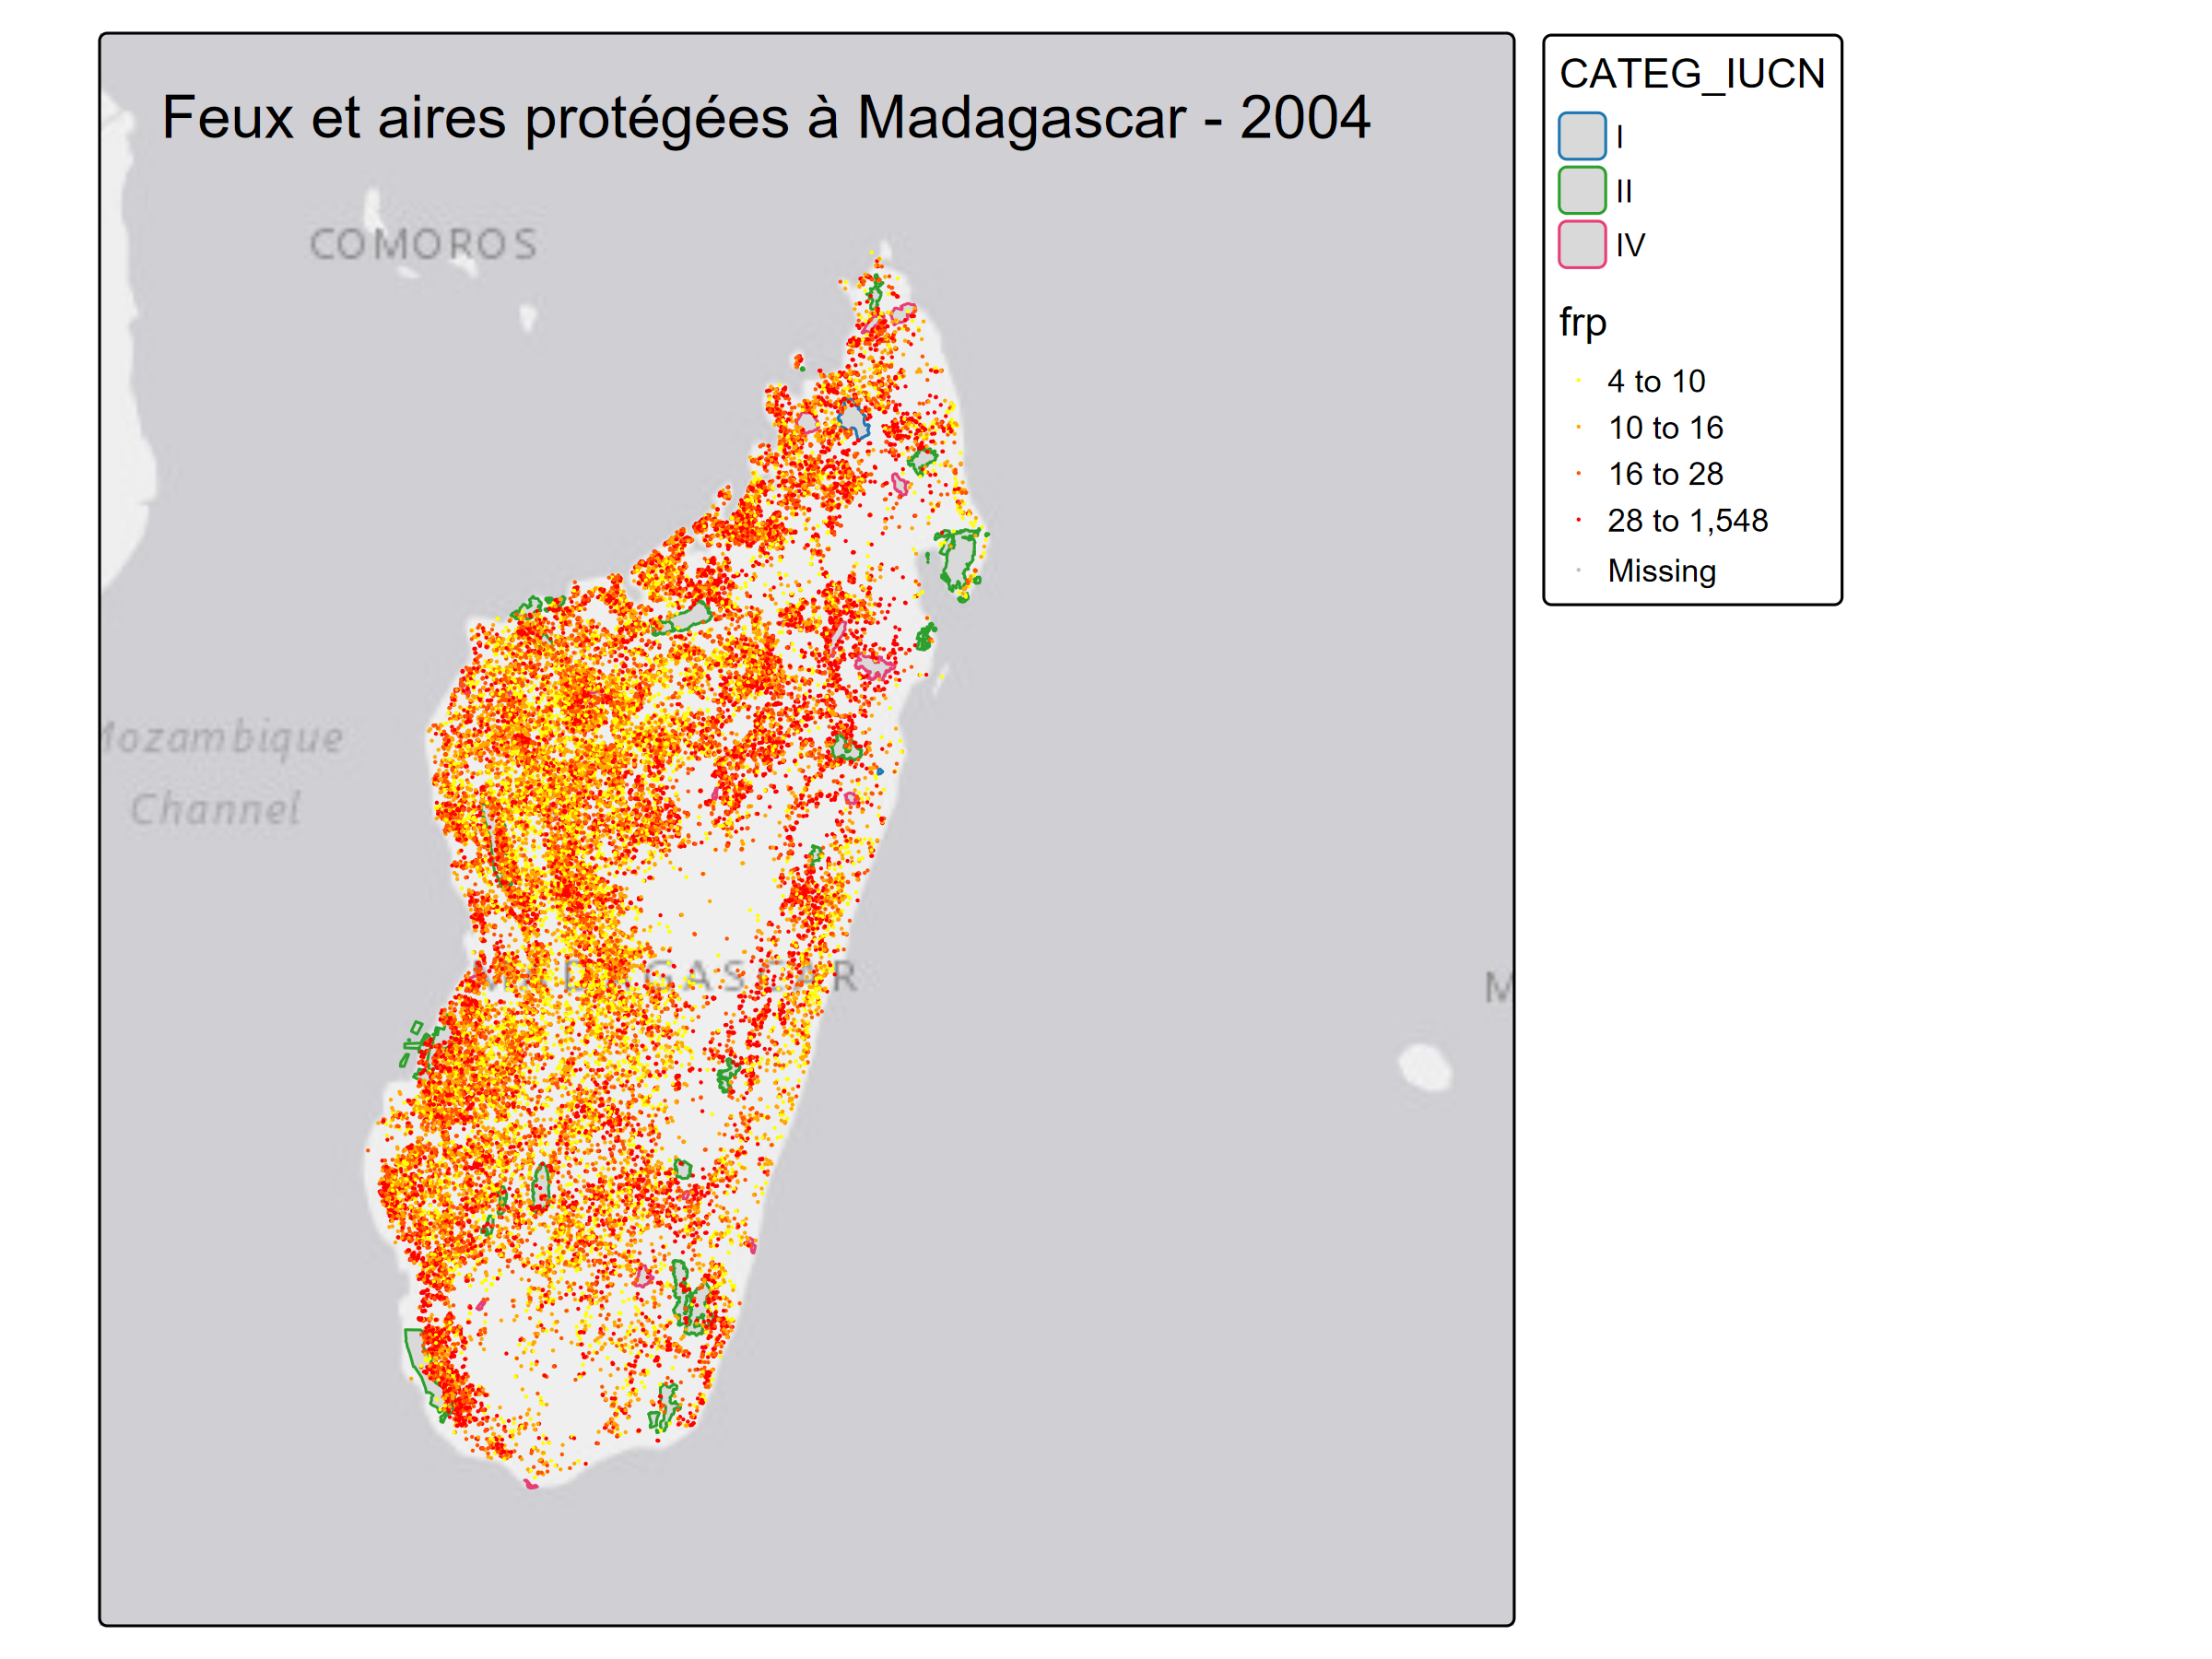 Feux et aires protégées à Madagascar - 2004
COMOROS
Mozambique
Channel
MADAGASCAR
M
CATEG_IUCN
I
II
IV
frp
4 to 10
10 to 16
16 to 28
28 to 1,548
Missing